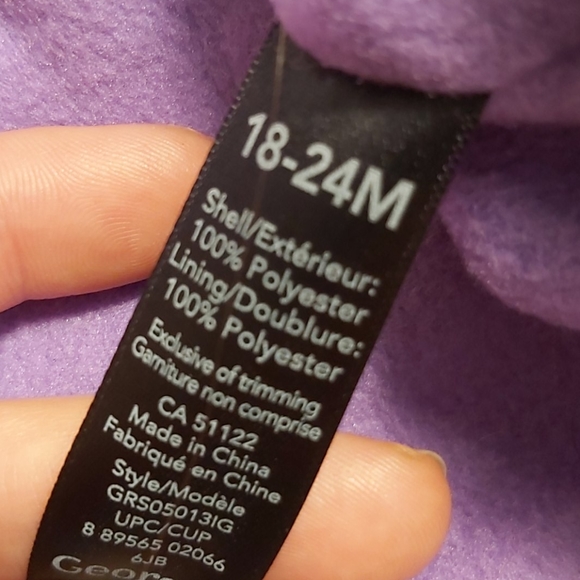 18-24M
Shell/Extérieur:
100% Polyester
Lining/Doublure:
100% Polyester
Exclusive of trimming
Garniture non comprise
CA 51122
Made in China
Fabriqué en Chine
Style/Modèle
GRS05013IG
UPC/CUP
8 89565 02066
6JB